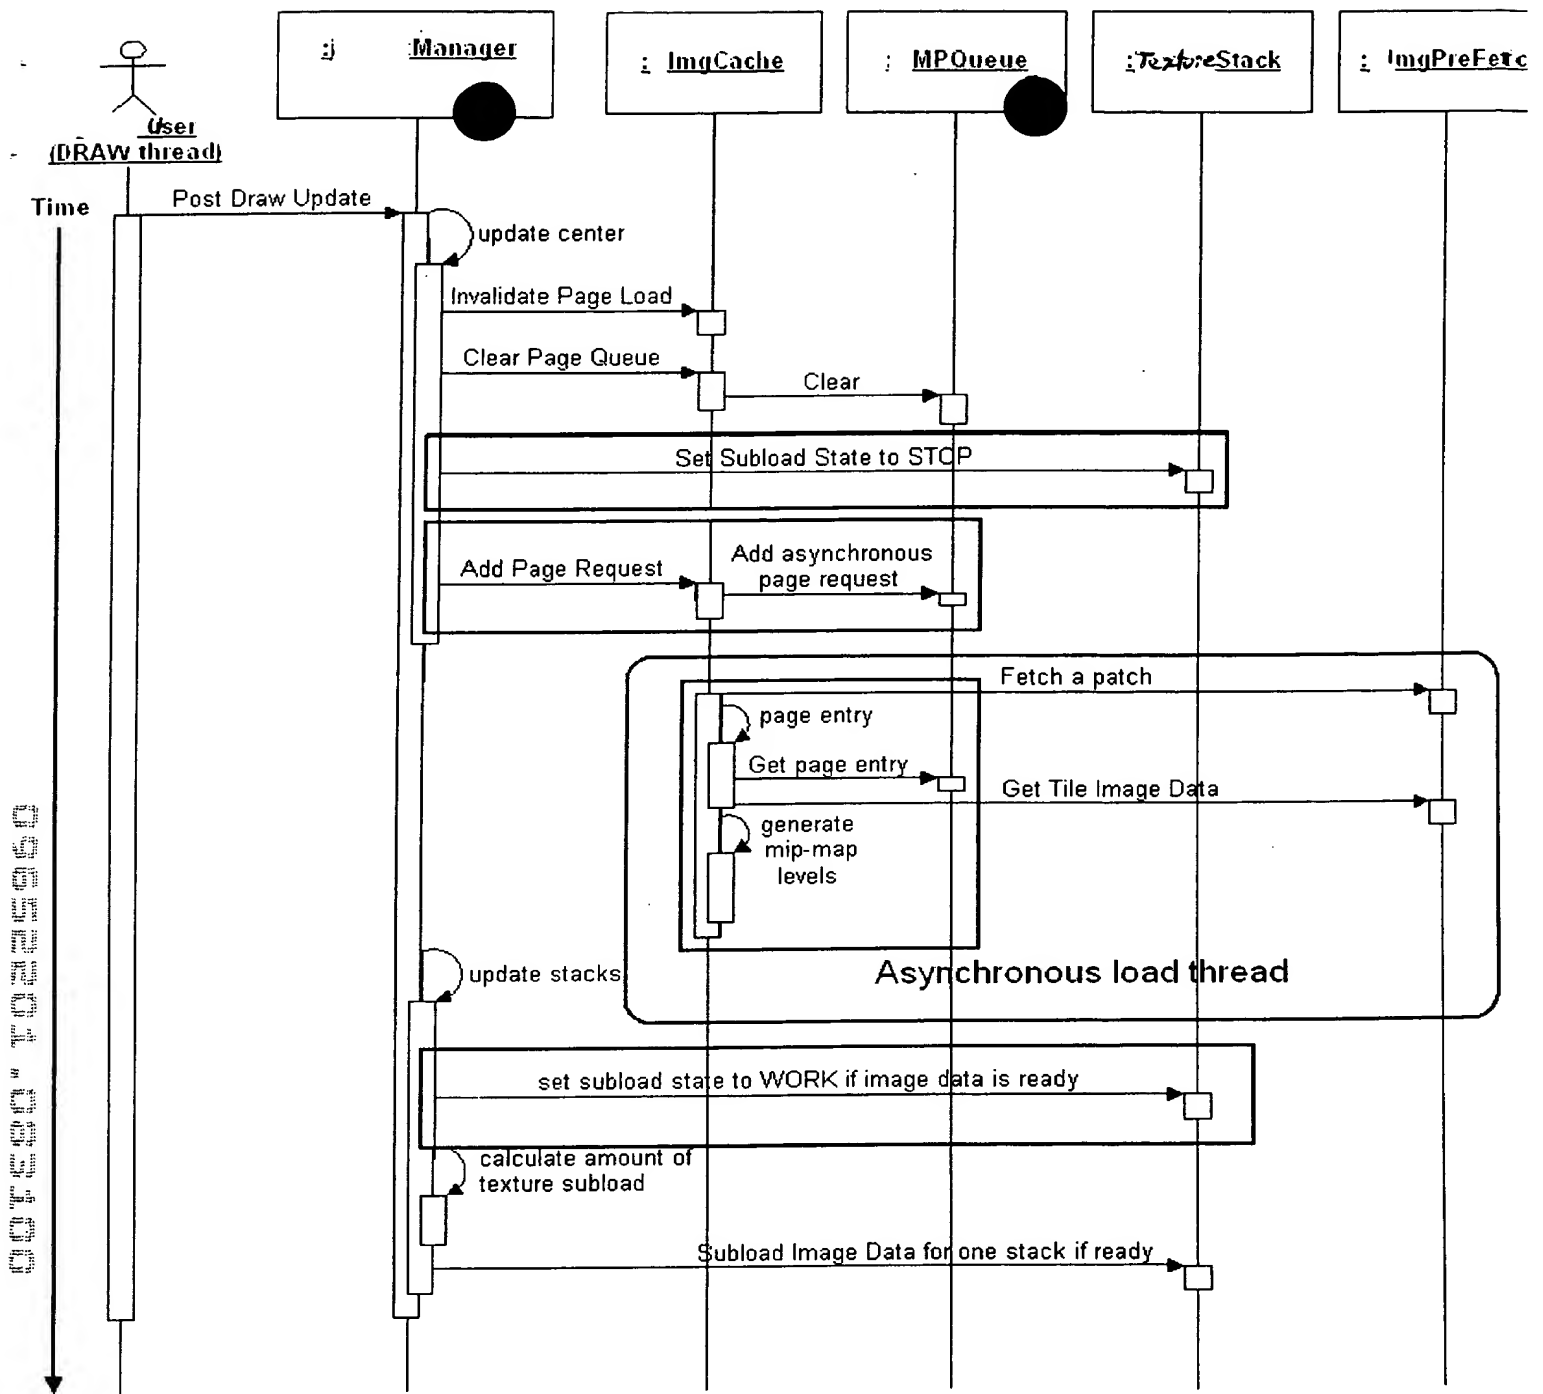 :Manager
: ImgCache
: MPQueue
:TextureStack
: ImgPreFetc
User
(DRAW thread)
Time
Post Draw Update
update center
Invalidate Page Load
Clear Page Queue
Clear
Set Subload State to STOP
Add Page Request
Add asynchronous
page request
Fetch a patch
page entry
Get page entry
Get Tile Image Data
generate
mip-map
levels
update stacks
Asynchronous load thread
set subload state to WORK if image data is ready
calculate amount of
texture subload
Subload Image Data for one stack if ready